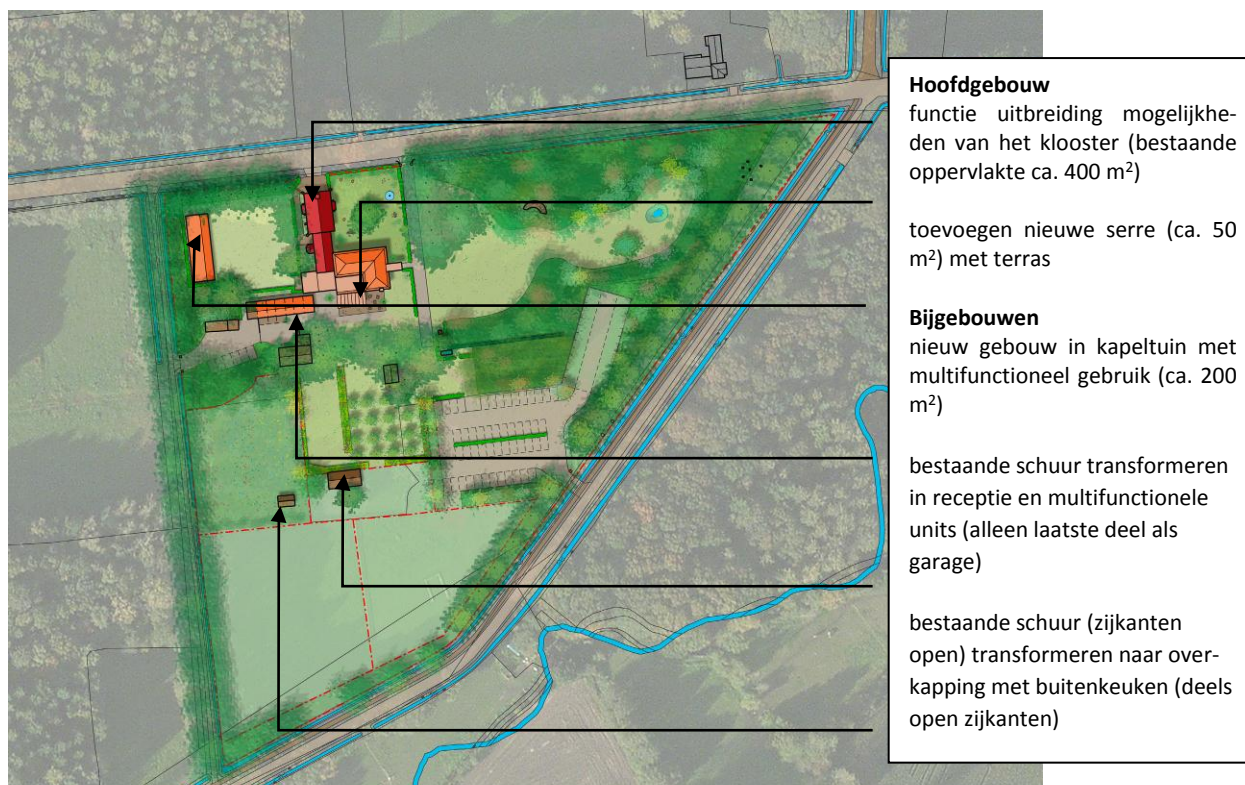 Hoofdgebouw
functie uitbreiding mogelijkhe-
den van het klooster (bestaande
oppervlakte ca. 400 m²)
toevoegen nieuwe serre (ca. 50
m²) met terras
Bijgebouwen
nieuw gebouw in kapeltuin met
multifunctioneel gebruik (ca. 200
m²)
bestaande schuur transformeren
in receptie en multifunctionele
units (alleen laatste deel als
garage)
bestaande schuur (zijkanten
open) transformeren naar over-
kapping met buitenkeuken (deels
open zijkanten)